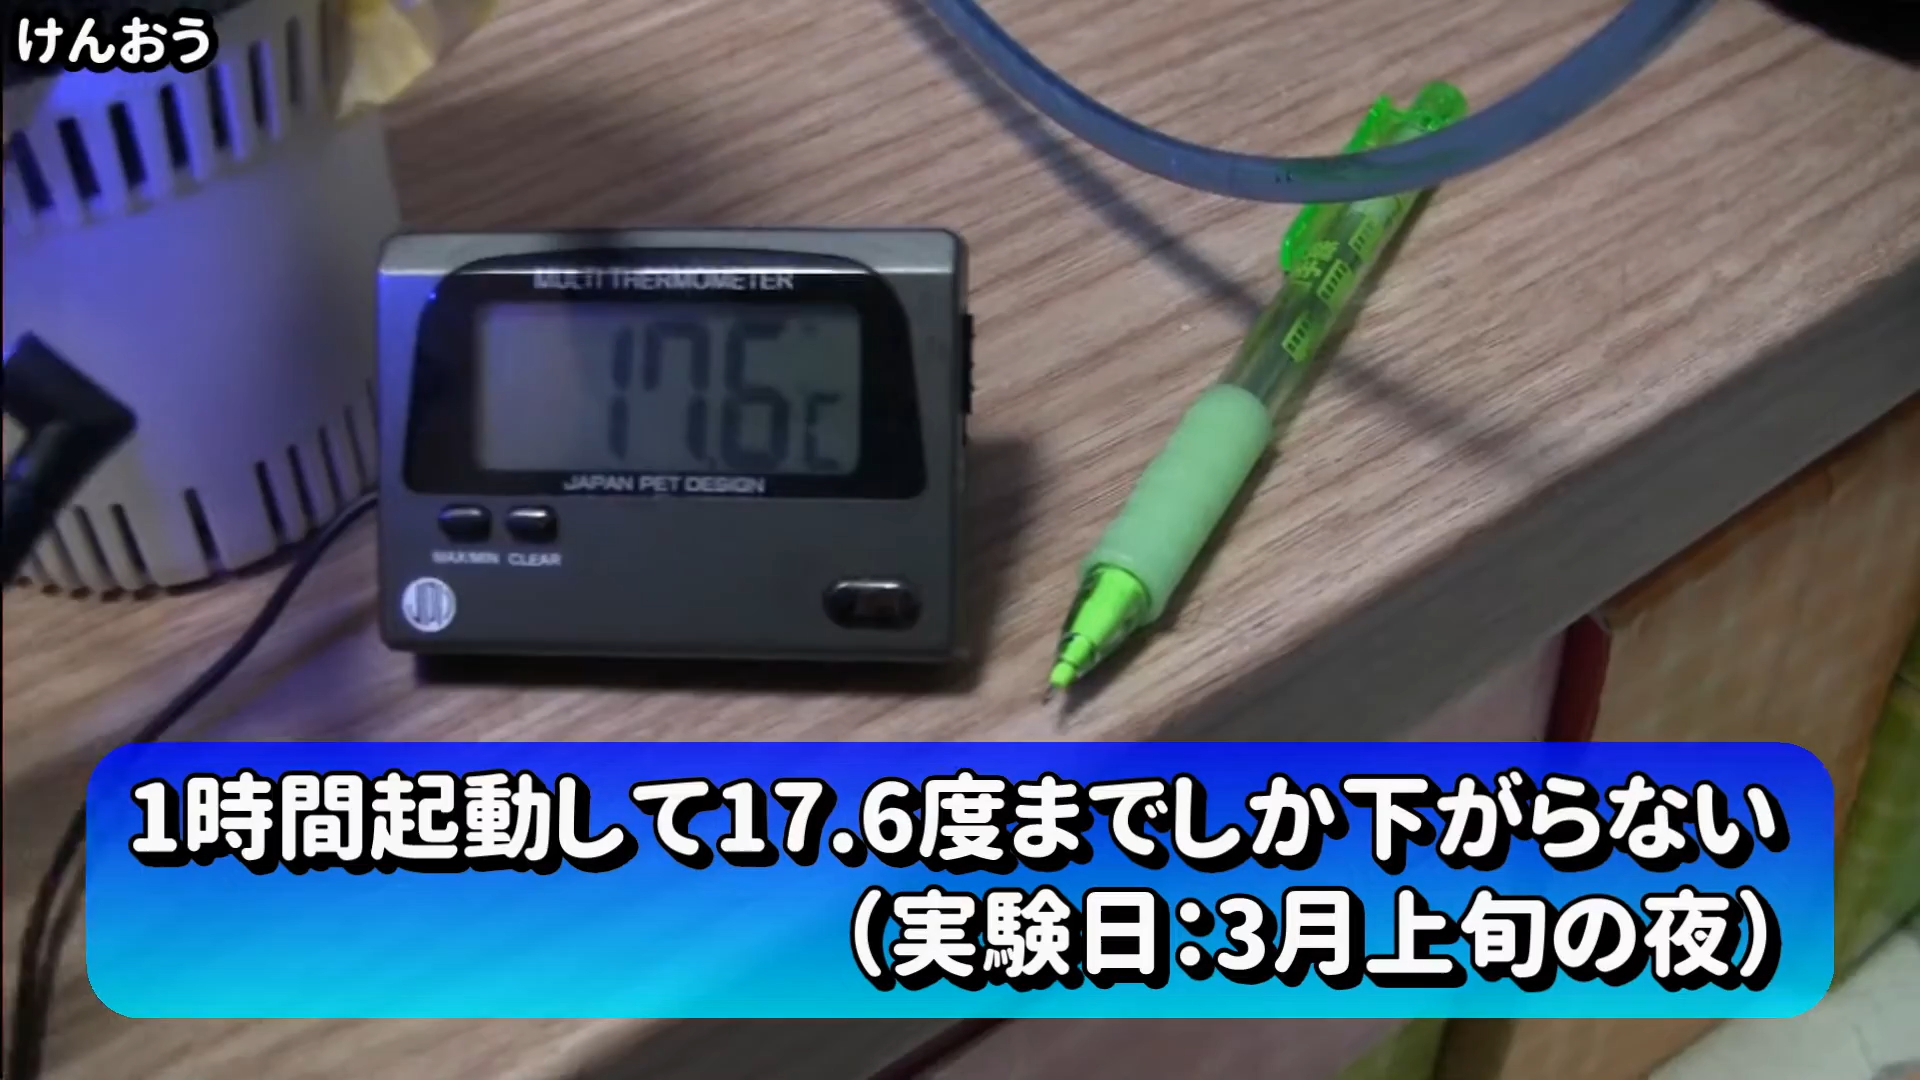 けんおう
MULTI THERMOMETER
17.6℃
JAPAN PET DESIGN
MAX/MIN CLEAR
1時間起動して17.6度までしか下がらない
（実験日：3月上旬の夜）